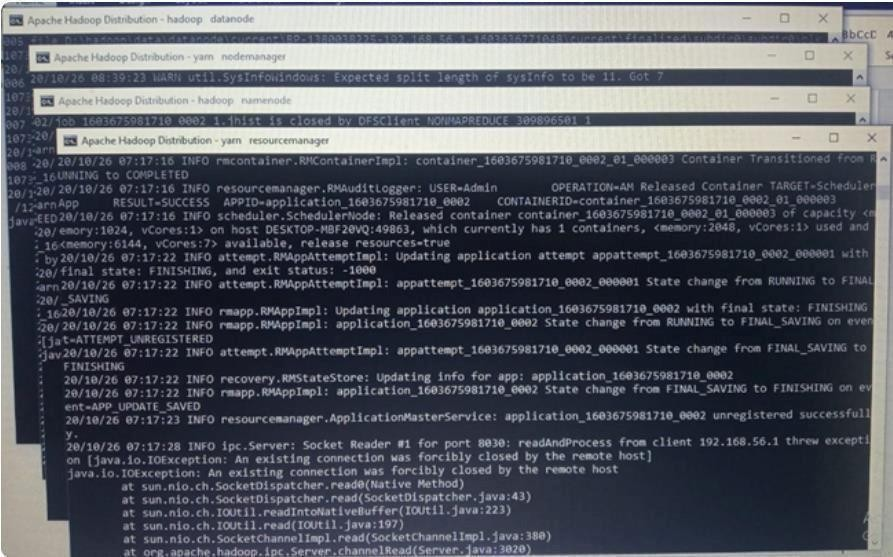 Apache Hadoop Distribution - hadoop datanode
Apache Hadoop Distribution - yarn nodemanager
20/10/26 08:39:23 WARN util.SysInfoWindows: Expected split length of sysInfo to be 11. Got 7
Apache Hadoop Distribution - hadoop namenode
02/job_1603675981710_0002_1.jhist is closed by DFSClient_NONMAPREDUCE_309896501_1
Apache Hadoop Distribution - yarn resourcemanager
20/10/26 07:17:16 INFO rmcontainer.RMContainerImpl: container_1603675981710_0002_01_000003 Container Transitioned from R
UNNING to COMPLETED
20/10/26 07:17:16 INFO resourcemanager.RMAuditLogger: USER=Admin OPERATION=AM Released Container TARGET=Scheduler
App RESULT=SUCCESS APPID=application_1603675981710_0002 CONTAINERID=container_1603675981710_0002_01_000003
20/10/26 07:17:16 INFO scheduler.SchedulerNode: Released container container_1603675981710_0002_01_000003 of capacity <m
emory:1024, vCores:1> on host DESKTOP-MBF20VQ:49863, which currently has 1 containers, <memory:2048, vCores:1> used and
<memory:6144, vCores:7> available, release resources=true
20/10/26 07:17:22 INFO attempt.RMAppAttemptImpl: Updating application attempt appattempt_1603675981710_0002_000001 with
final state: FINISHING, and exit status: -1000
20/10/26 07:17:22 INFO attempt.RMAppAttemptImpl: appattempt_1603675981710_0002_000001 State change from RUNNING to FINAL
_SAVING
20/10/26 07:17:22 INFO rmapp.RMAppImpl: Updating application application_1603675981710_0002 with final state: FINISHING
20/10/26 07:17:22 INFO rmapp.RMAppImpl: application_1603675981710_0002 State change from RUNNING to FINAL_SAVING on even
t=ATTEMPT_UNREGISTERED
20/10/26 07:17:22 INFO attempt.RMAppAttemptImpl: appattempt_1603675981710_0002_000001 State change from FINAL_SAVING to
FINISHING
20/10/26 07:17:22 INFO recovery.RMStateStore: Updating info for app: application_1603675981710_0002
20/10/26 07:17:22 INFO rmapp.RMAppImpl: application_1603675981710_0002 State change from FINAL_SAVING to FINISHING on ev
ent=APP_UPDATE_SAVED
20/10/26 07:17:23 INFO resourcemanager.ApplicationMasterService: application_1603675981710_0002 unregistered successfull
y.
20/10/26 07:17:28 INFO ipc.Server: Socket Reader #1 for port 8030: readAndProcess from client 192.168.56.1 threw excepti
on [java.io.IOException: An existing connection was forcibly closed by the remote host]
java.io.IOException: An existing connection was forcibly closed by the remote host
at sun.nio.ch.SocketDispatcher.read0(Native Method)
at sun.nio.ch.SocketDispatcher.read(SocketDispatcher.java:43)
at sun.nio.ch.IOUtil.readIntoNativeBuffer(IOUtil.java:223)
at sun.nio.ch.IOUtil.read(IOUtil.java:197)
at sun.nio.ch.SocketChannelImpl.read(SocketChannelImpl.java:380)
at org.apache.hadoop.ipc.Server.channelRead(Server.java:3020)